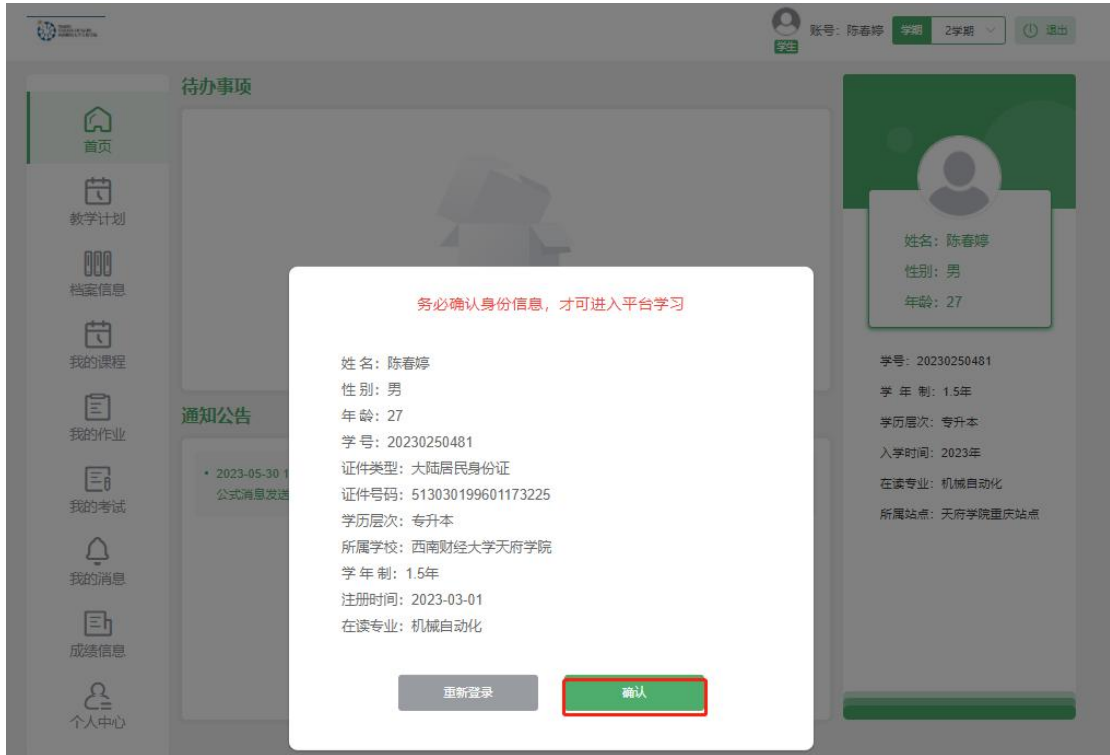 账号：陈春婷 学期 2学期 退出
学生
首页
教学计划
档案信息
我的课程
我的作业
我的考试
我的消息
成绩信息
个人中心
待办事项
通知公告
• 2023-05-30 1
公式消息发送
务必确认身份信息，才可进入平台学习
姓 名：陈春婷
性 别：男
年 龄：27
学 号：20230250481
证件类型：大陆居民身份证
证件号码：513030199601173225
学历层次：专升本
所属学校：西南财经大学天府学院
学 年 制：1.5年
注册时间：2023-03-01
在读专业：机械自动化
重新登录 确认
姓名：陈春婷
性别：男
年龄：27
学号：20230250481
学 年 制：1.5年
学历层次：专升本
入学时间：2023年
在读专业：机械自动化
所属站点：天府学院重庆站点